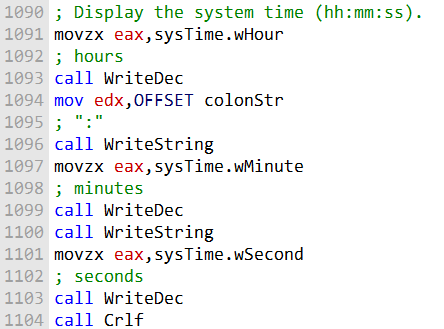 1090 ; Display the system time (hh:mm:ss).
1091 movzx eax,sysTime.wHour
1092 ; hours
1093 call WriteDec
1094 mov edx,OFFSET colonStr
1095 ; ":"
1096 call WriteString
1097 movzx eax,sysTime.wMinute
1098 ; minutes
1099 call WriteDec
1100 call WriteString
1101 movzx eax,sysTime.wSecond
1102 ; seconds
1103 call WriteDec
1104 call Crlf